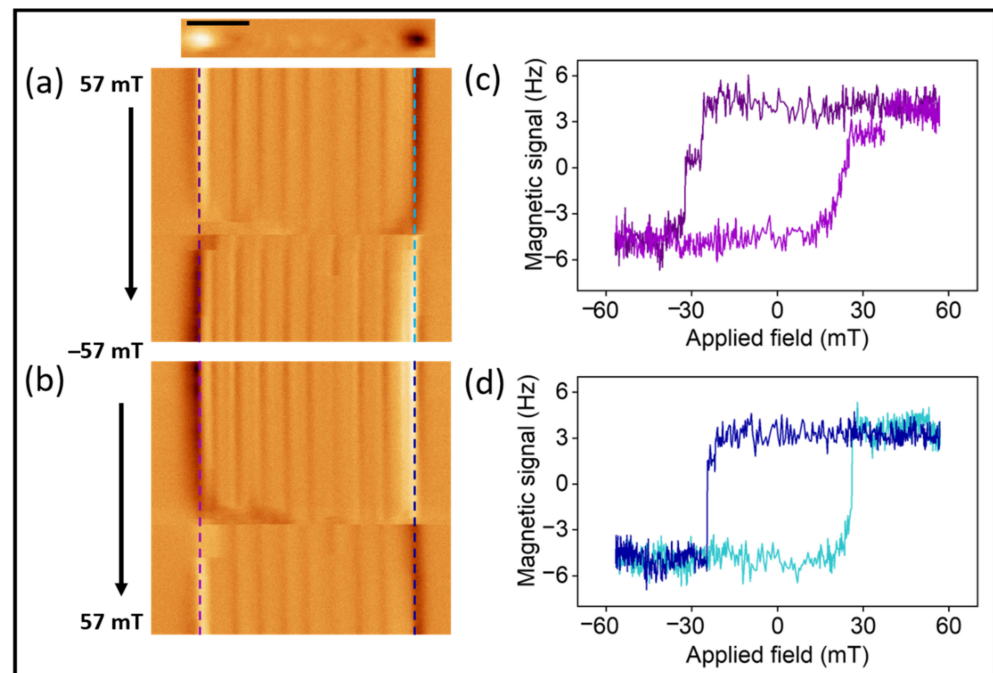 (a)
57 mT
−57 mT
(b)
57 mT
(c)
Magnetic signal (Hz)
6
3
0
−3
−6
−60 −30 0 30 60
Applied field (mT)
(d)
Magnetic signal (Hz)
6
3
0
−3
−6
−60 −30 0 30 60
Applied field (mT)